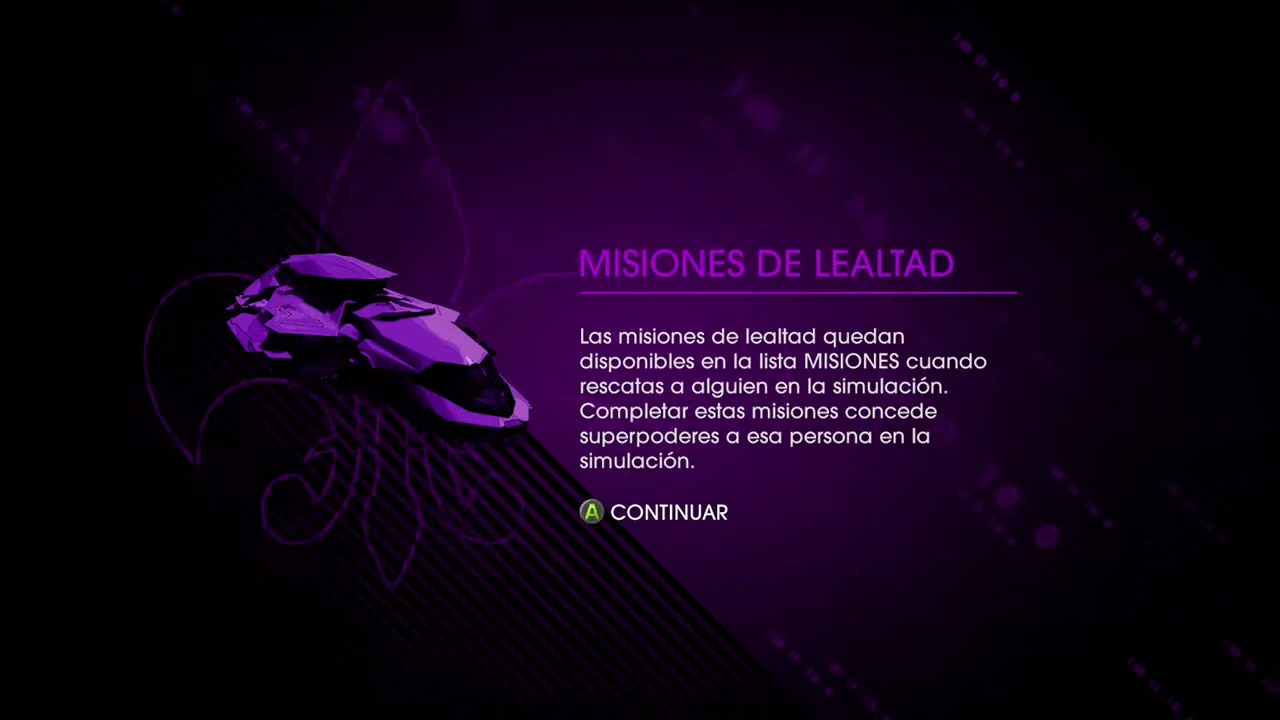 MISIONES DE LEALTAD
Las misiones de lealtad quedan
disponibles en la lista MISIONES cuando
rescatas a alguien en la simulación.
Completar estas misiones concede
superpoderes a esa persona en la
simulación.
A CONTINUAR